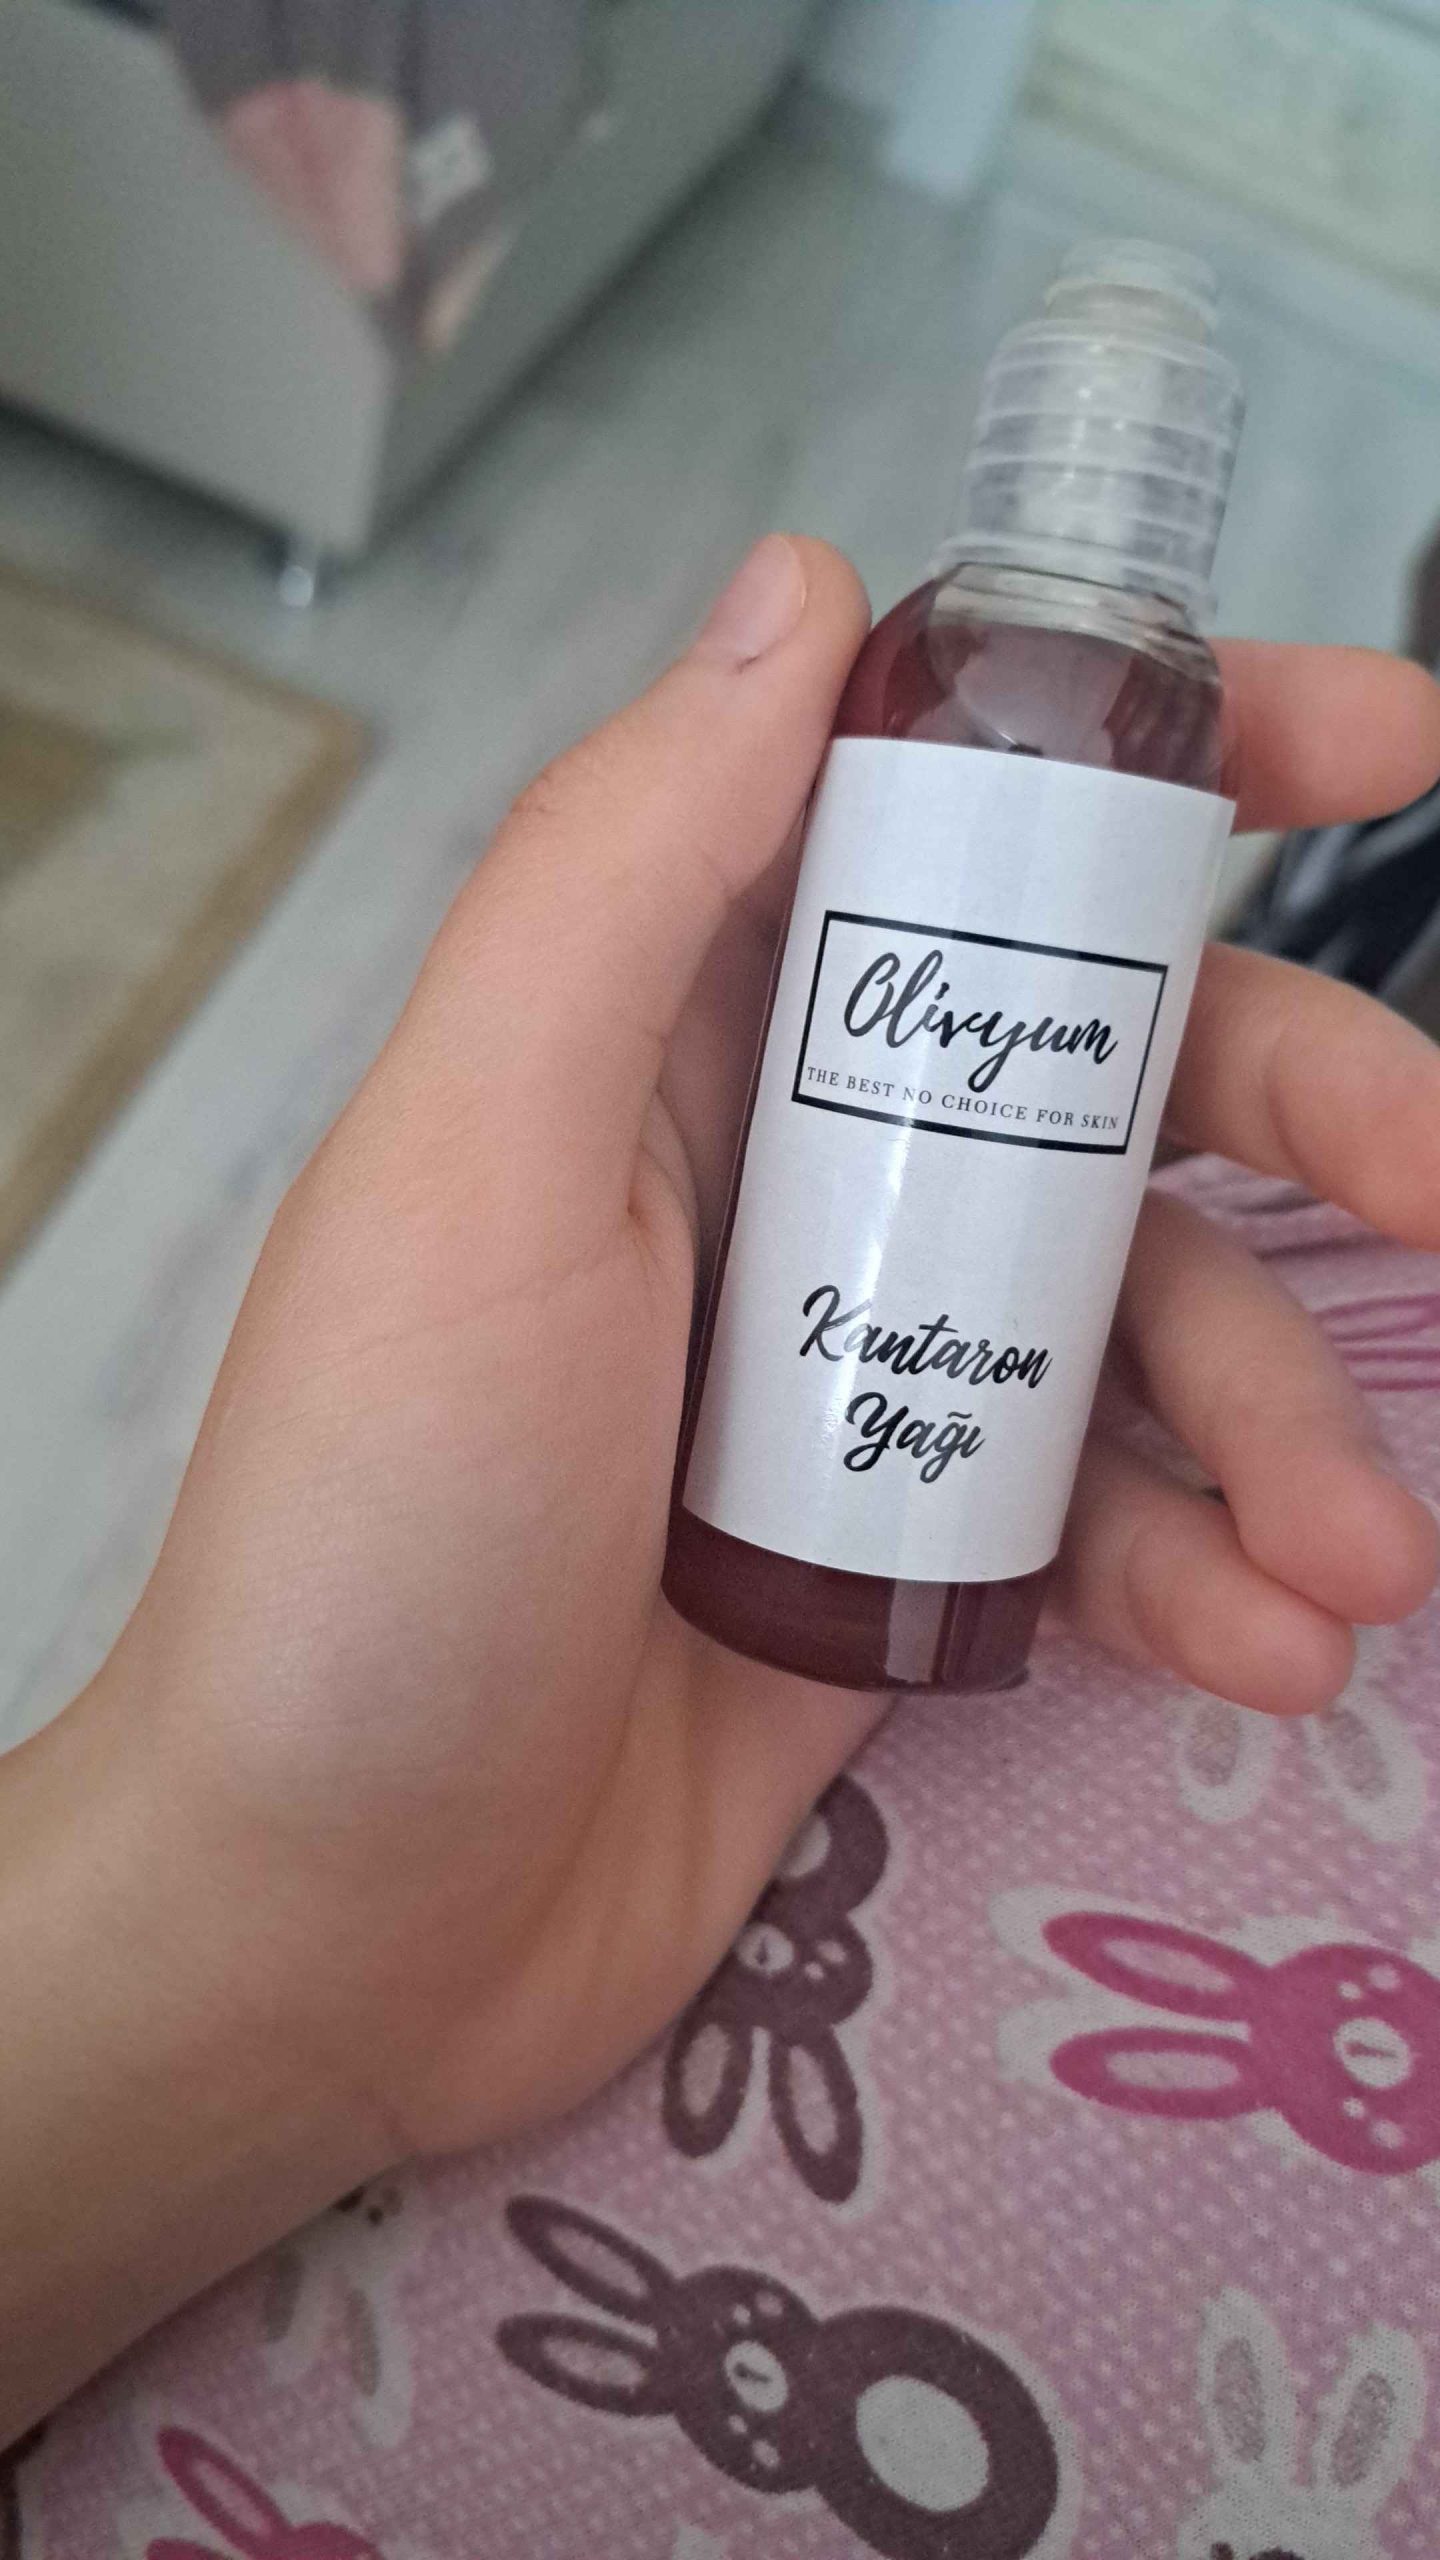 Olivyum
THE BEST NO CHOICE FOR SKIN
Kantaron
Yağı